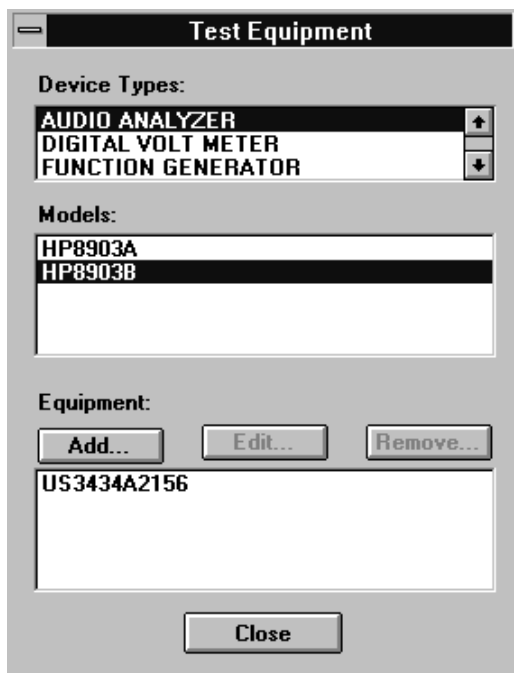 Test Equipment
Device Types:
AUDIO ANALYZER
DIGITAL VOLT METER
FUNCTION GENERATOR
Models:
HP8903A
HP8903B
Equipment:
Add... Edit... Remove...
US3434A2156
Close